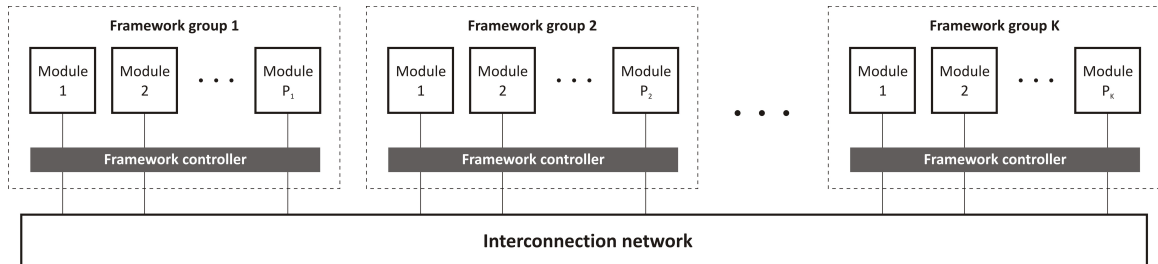 Framework group 1
Module 1
Module 2
Module P₁
Framework controller
Framework group 2
Module 1
Module 2
Module P₂
Framework controller
Framework group K
Module 1
Module 2
Module Pₖ
Framework controller
Interconnection network